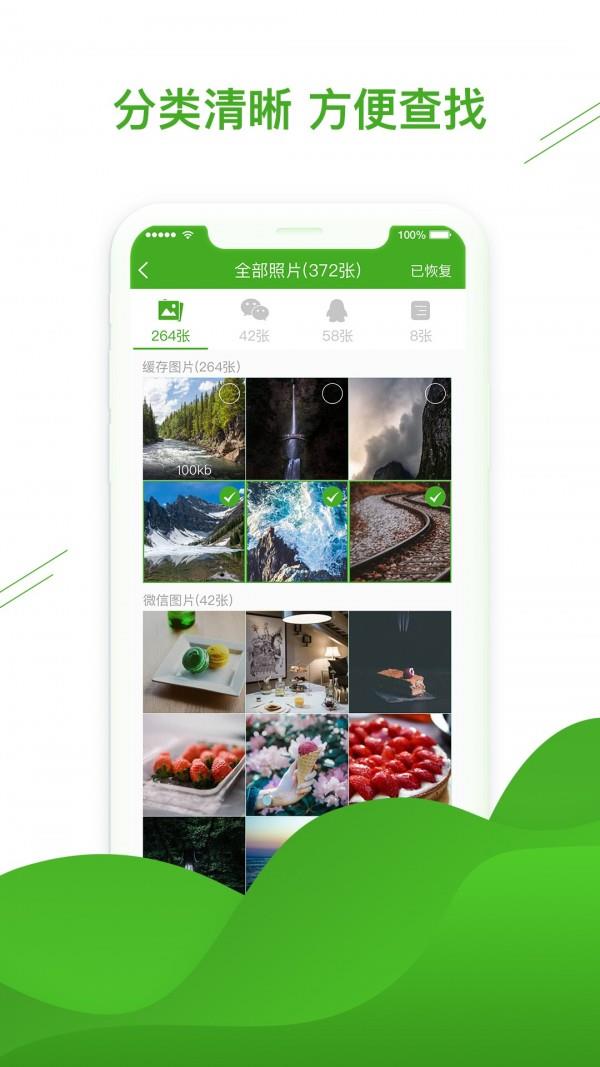 分类清晰 方便查找
100%
全部照片(372张)
已恢复
264张
42张
58张
8张
缓存图片(264张)
100kb
微信图片(42张)